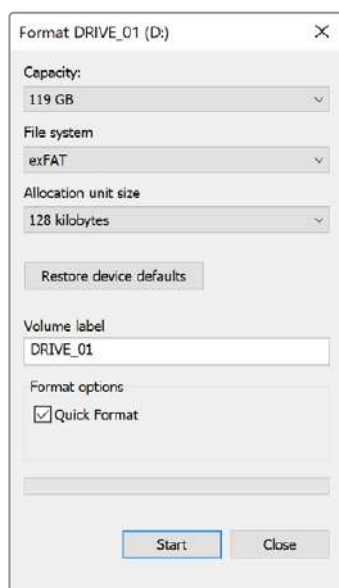 Format DRIVE_01 (D:)
Capacity:
119 GB
File system
exFAT
Allocation unit size
128 kilobytes
Restore device defaults
Volume label
DRIVE_01
Format options
Quick Format
Start Close